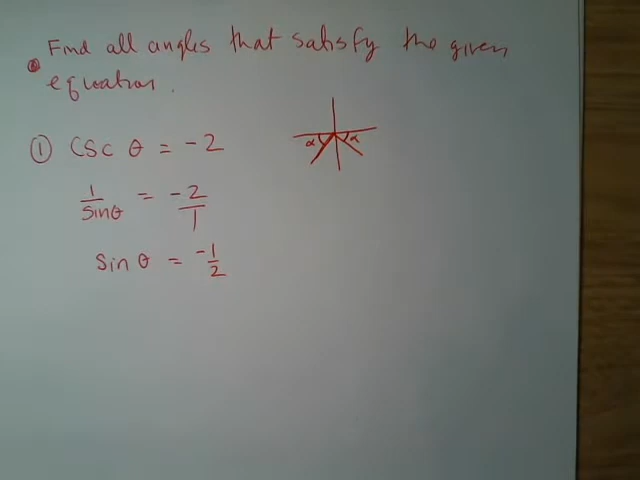 Find all angles that satisfy the given
equation.
① csc θ = -2
1/sinθ = -2/1
sin θ = -1/2
α α